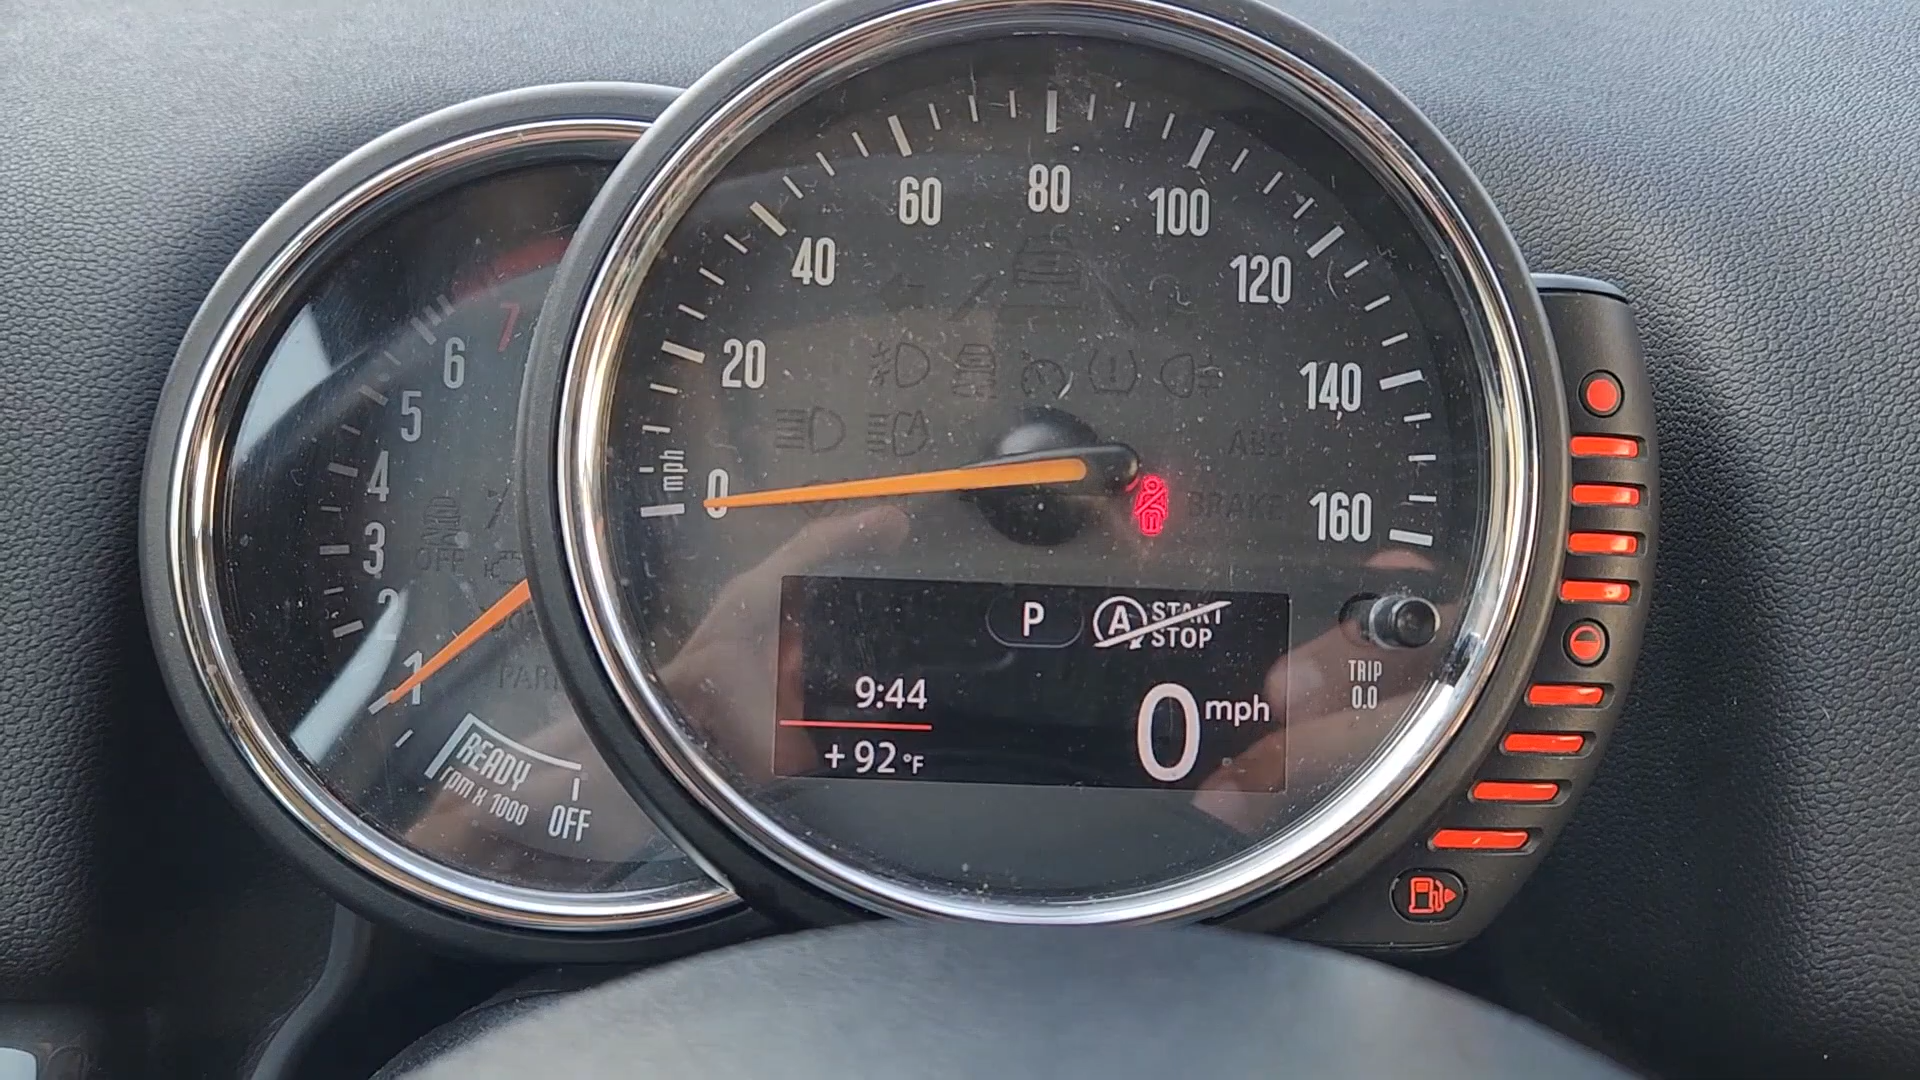 7
6
5
4
3
2
1
OFF
READY
rpm x 1000
OFF
mph
0
20
40
60
80
100
120
140
160
ABS
BRAKE
P
A START
STOP
9:44
+92 °F
0 mph
TRIP
0.0